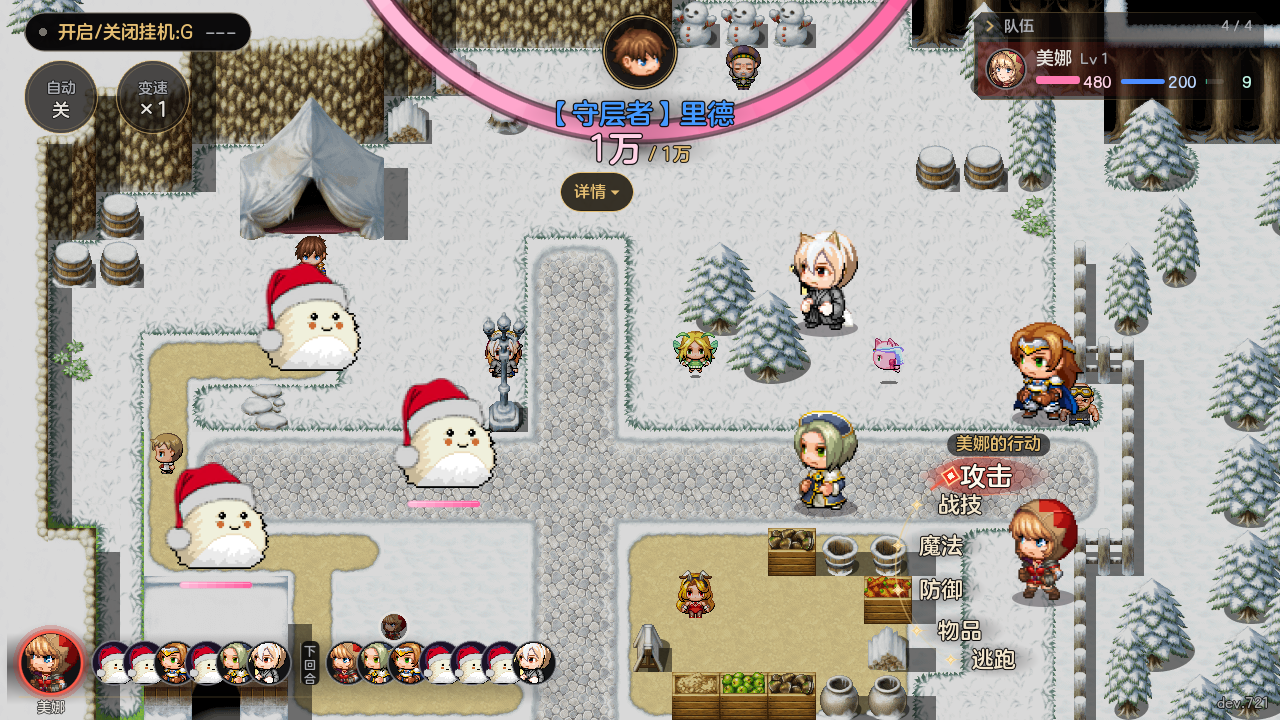 开启/关闭挂机:G ---
自动
关
变速
×1
【守层者】里德
1万/1万
详情
队伍
4/4
美娜 Lv 1
480 200 9
美娜的行动
攻击
战技
魔法
防御
物品
逃跑
下回合
美娜
dev.721